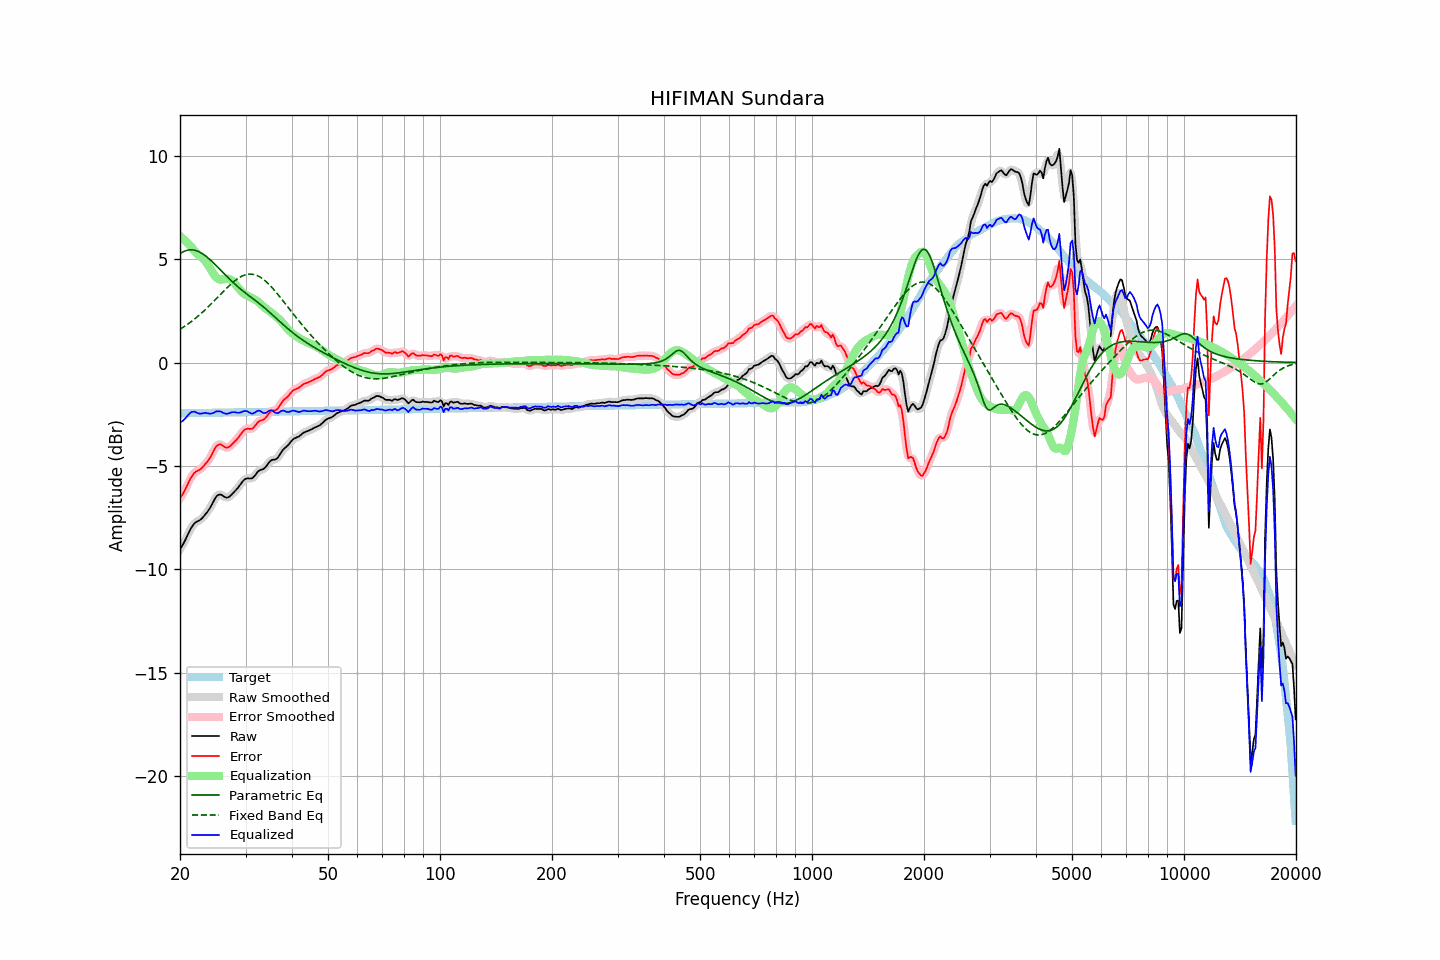 HIFIMAN Sundara
10
5
0
−5
−10
−15
−20
Amplitude (dBr)
Target
Raw Smoothed
Error Smoothed
Raw
Error
Equalization
Parametric Eq
Fixed Band Eq
Equalized
20 50 100 200 500 1000 2000 5000 10000 20000
Frequency (Hz)